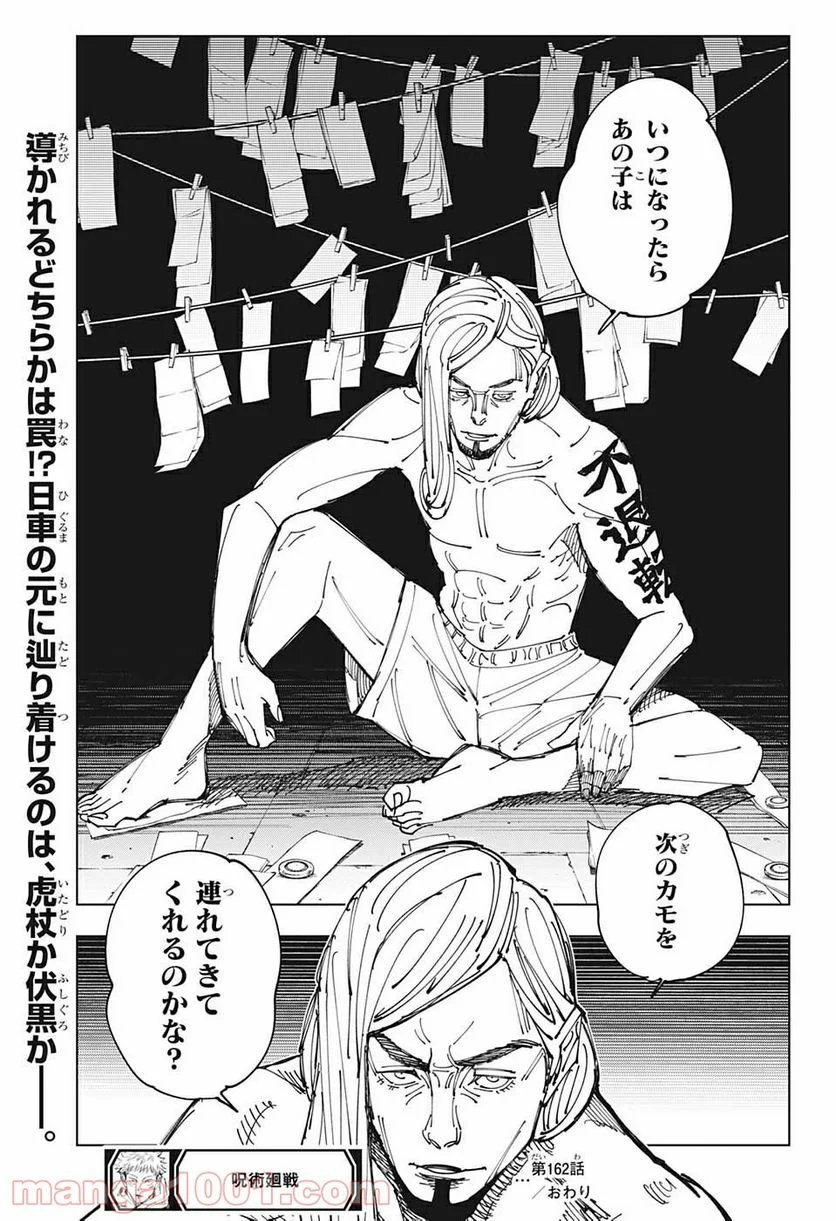 いつになったら
あの子は
不退転
次のカモを
連れてきて
くれるのかな?
導かれるどちらかは罠!?日車の元に辿り着けるのは、虎杖か伏黒か――。
呪術廻戦
第162話
…/おわり
manga1001.com